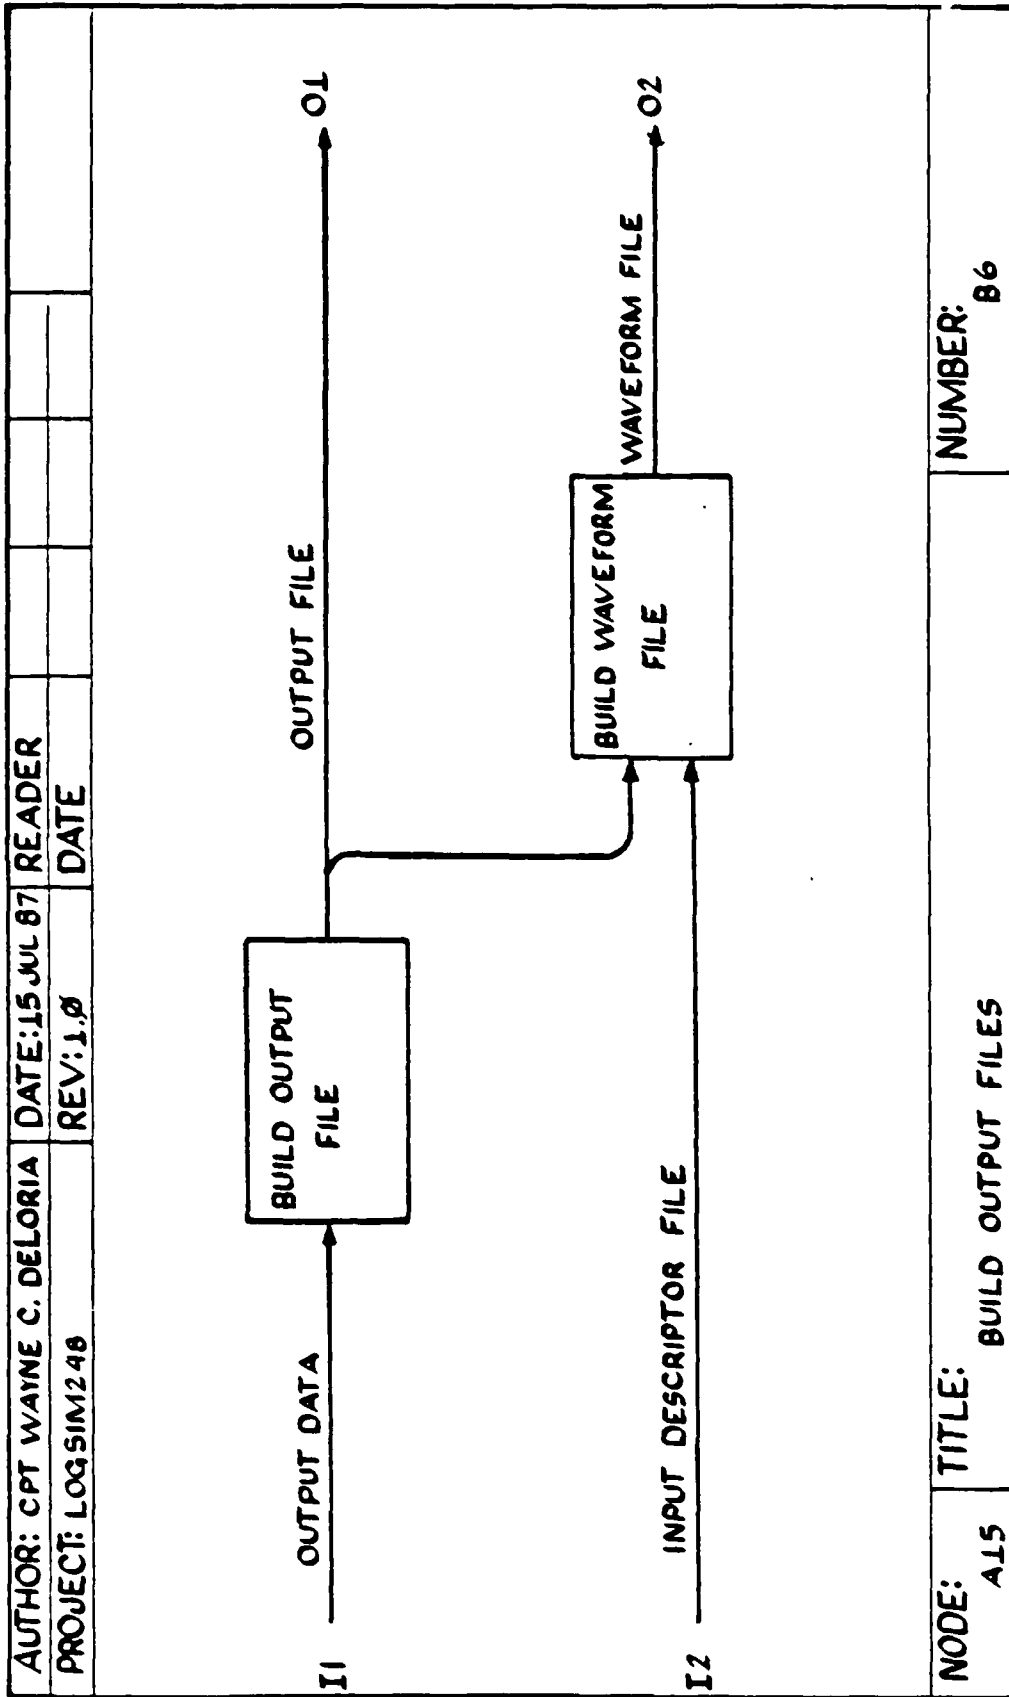 AUTHOR: CPT WAYNE C. DELORIA
DATE: 15 JUL 87
READER
PROJECT: LOGSIM248
REV: 1.0
DATE
I1
OUTPUT DATA
BUILD OUTPUT
FILE
OUTPUT FILE
O1
I2
INPUT DESCRIPTOR FILE
BUILD WAVEFORM
FILE
WAVEFORM FILE
O2
NODE:
A15
TITLE:
BUILD OUTPUT FILES
NUMBER:
B6